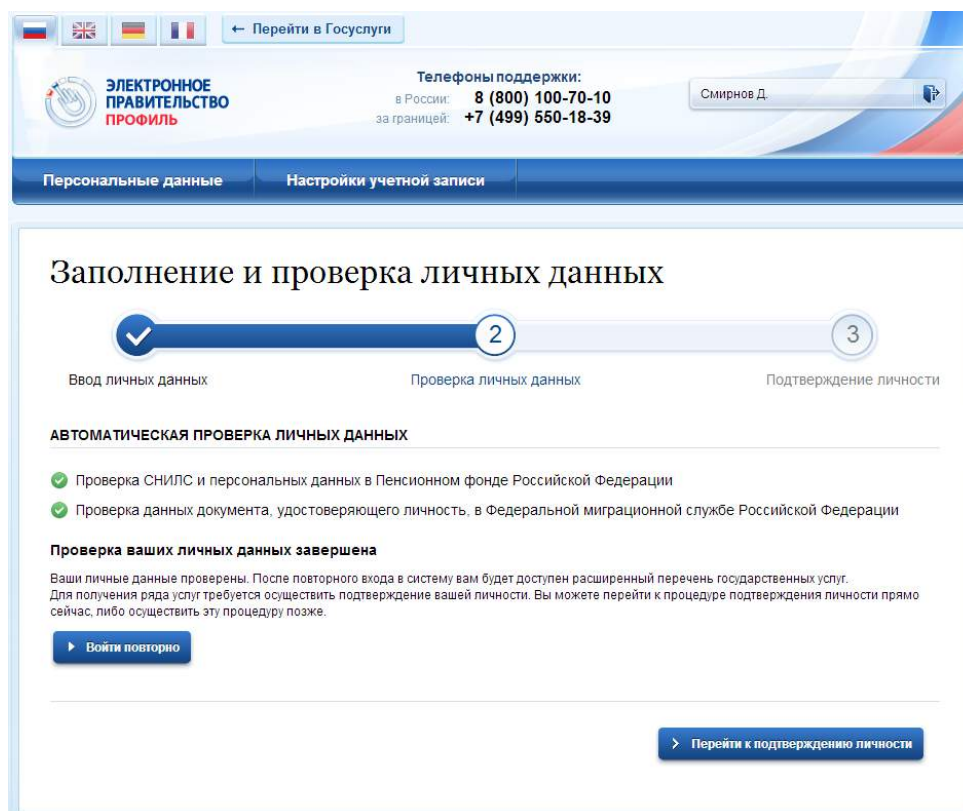 ← Перейти в Госуслуги
ЭЛЕКТРОННОЕ
ПРАВИТЕЛЬСТВО
ПРОФИЛЬ
Телефоны поддержки:
в России: 8 (800) 100-70-10
за границей: +7 (499) 550-18-39
Смирнов Д.
Персональные данные Настройки учетной записи
Заполнение и проверка личных данных
2 3
Ввод личных данных Проверка личных данных Подтверждение личности
АВТОМАТИЧЕСКАЯ ПРОВЕРКА ЛИЧНЫХ ДАННЫХ
Проверка СНИЛС и персональных данных в Пенсионном фонде Российской Федерации
Проверка данных документа, удостоверяющего личность, в Федеральной миграционной службе Российской Федерации
Проверка ваших личных данных завершена
Ваши личные данные проверены. После повторного входа в систему вам будет доступен расширенный перечень государственных услуг.
Для получения ряда услуг требуется осуществить подтверждение вашей личности. Вы можете перейти к процедуре подтверждения личности прямо
сейчас, либо осуществить эту процедуру позже.
Войти повторно
Перейти к подтверждению личности